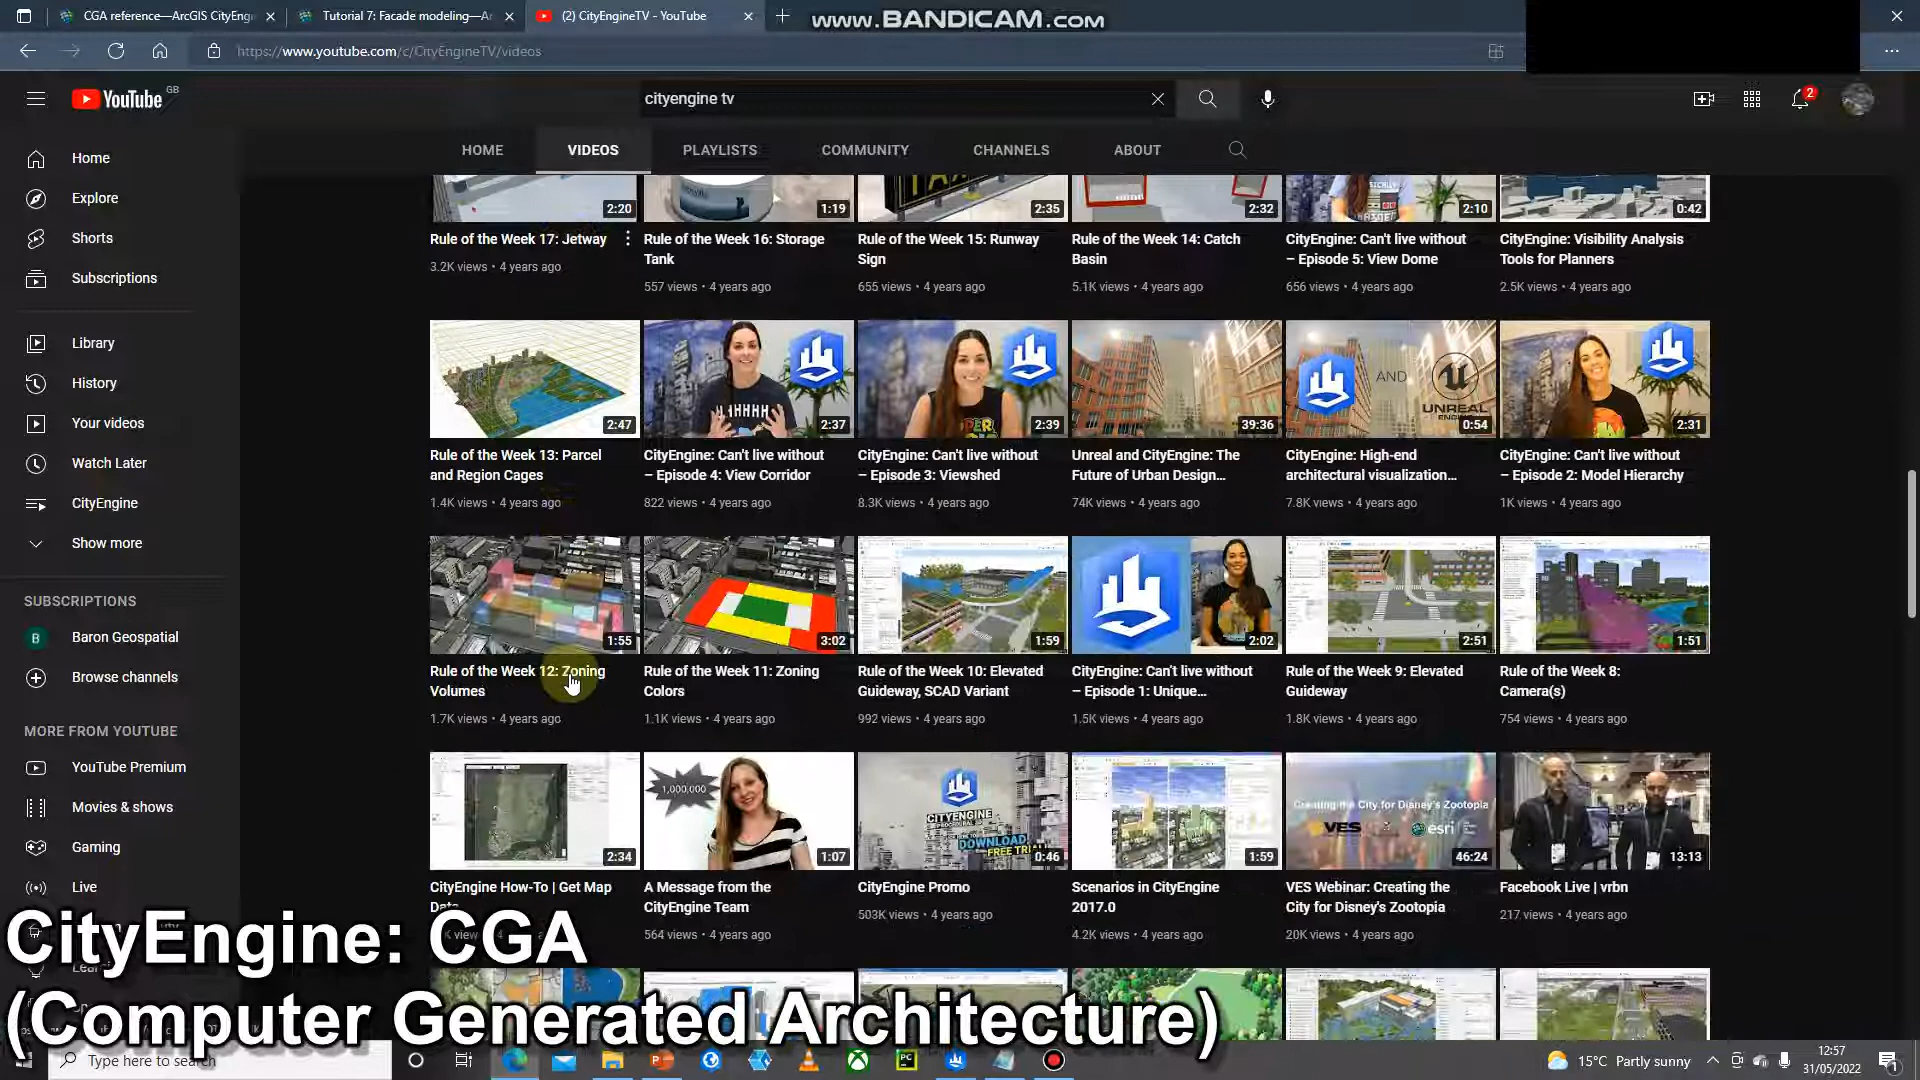 CGA reference—ArcGIS CityEng
Tutorial 7: Facade modeling—A
(2) CityEngineTV - YouTube
WWW.BANDICAM.COM
https://www.youtube.com/c/CityEngineTV/videos
YouTube GB
cityengine tv
2
HOME
VIDEOS
PLAYLISTS
COMMUNITY
CHANNELS
ABOUT
Home
Explore
Shorts
Subscriptions
Library
History
Your videos
Watch Later
CityEngine
Show more
SUBSCRIPTIONS
B Baron Geospatial
Browse channels
MORE FROM YOUTUBE
YouTube Premium
Movies & shows
Gaming
Live
2:20
1:19
2:35
2:32
2:10
0:42
Rule of the Week 17: Jetway
3.2K views • 4 years ago
Rule of the Week 16: Storage
Tank
557 views • 4 years ago
Rule of the Week 15: Runway
Sign
655 views • 4 years ago
Rule of the Week 14: Catch
Basin
5.1K views • 4 years ago
CityEngine: Can't live without
– Episode 5: View Dome
656 views • 4 years ago
CityEngine: Visibility Analysis
Tools for Planners
2.5K views • 4 years ago
2:47
2:37
2:39
39:36
AND
UNREAL
0:54
2:31
Rule of the Week 13: Parcel
and Region Cages
1.4K views • 4 years ago
CityEngine: Can't live without
– Episode 4: View Corridor
822 views • 4 years ago
CityEngine: Can't live without
– Episode 3: Viewshed
8.3K views • 4 years ago
Unreal and CityEngine: The
Future of Urban Design...
74K views • 4 years ago
CityEngine: High-end
architectural visualization...
7.8K views • 4 years ago
CityEngine: Can't live without
– Episode 2: Model Hierarchy
1K views • 4 years ago
1:55
3:02
1:59
2:02
2:51
1:51
Rule of the Week 12: Zoning
Volumes
1.7K views • 4 years ago
Rule of the Week 11: Zoning
Colors
1.1K views • 4 years ago
Rule of the Week 10: Elevated
Guideway, SCAD Variant
992 views • 4 years ago
CityEngine: Can't live without
– Episode 1: Unique...
1.5K views • 4 years ago
Rule of the Week 9: Elevated
Guideway
1.8K views • 4 years ago
Rule of the Week 8:
Camera(s)
754 views • 4 years ago
2:34
1,000,000
1:07
CITYENGINE
DOWNLOAD
FREE TRI
0:46
1:59
Creating the City for Disney's Zootopia
VES
esri
46:24
13:13
CityEngine How-To | Get Map
views • 4 years ago
A Message from the
CityEngine Team
564 views • 4 years ago
CityEngine Promo
503K views • 4 years ago
Scenarios in CityEngine
2017.0
4.2K views • 4 years ago
VES Webinar: Creating the
City for Disney's Zootopia
20K views • 4 years ago
Facebook Live | vrbn
217 views • 4 years ago
CityEngine: CGA
(Computer Generated Architecture)
Type here to search
PC
15°C Partly sunny
12:57
31/05/2022
1